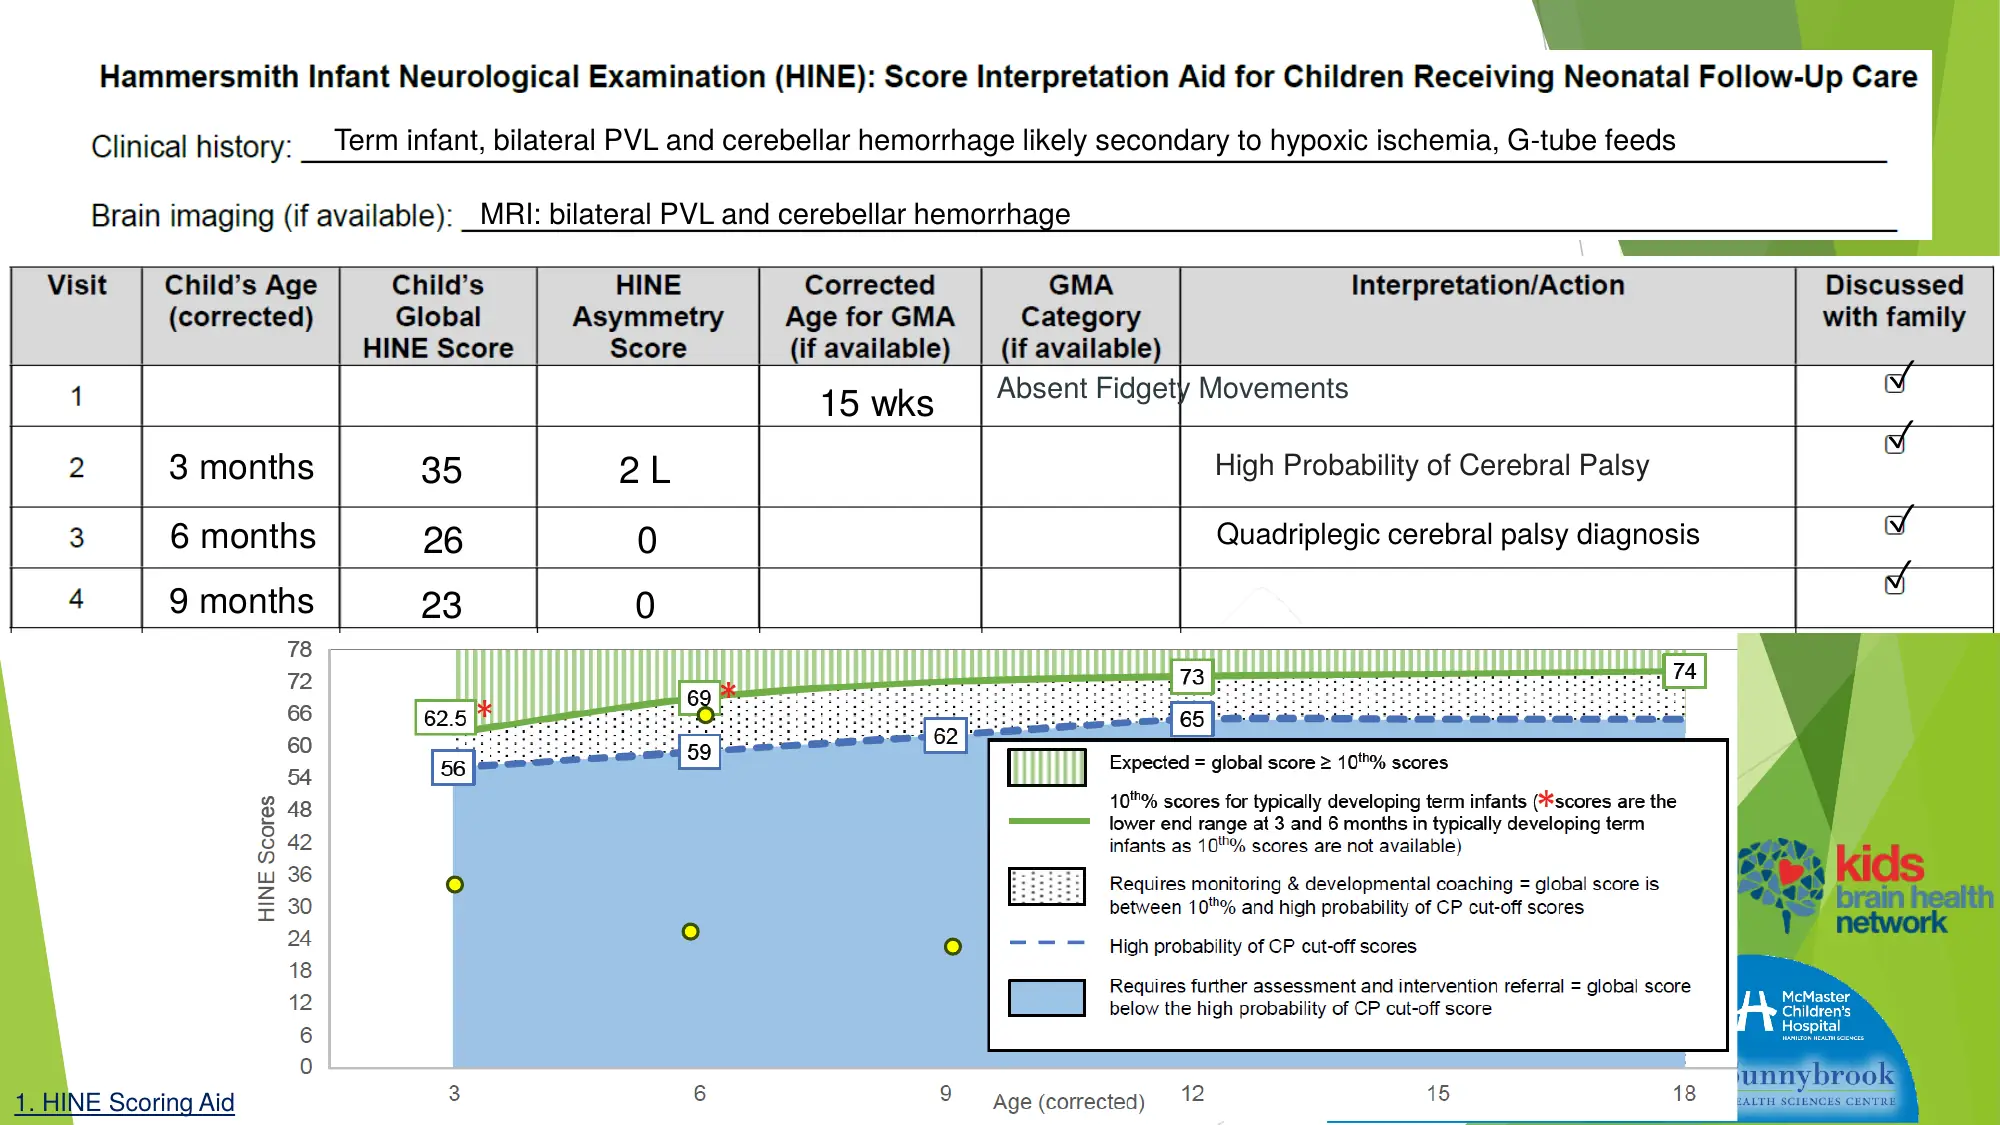 Hammersmith Infant Neurological Examination (HINE): Score Interpretation Aid for Children Receiving Neonatal Follow-Up Care
Clinical history: Term infant, bilateral PVL and cerebellar hemorrhage likely secondary to hypoxic ischemia, G-tube feeds
Brain imaging (if available): MRI: bilateral PVL and cerebellar hemorrhage
Visit Child's Age (corrected) Child's Global HINE Score HINE Asymmetry Score Corrected Age for GMA (if available) GMA Category (if available) Interpretation/Action Discussed with family
1 15 wks Absent Fidgety Movements
2 3 months 35 2 L High Probability of Cerebral Palsy
3 6 months 26 0 Quadriplegic cerebral palsy diagnosis
4 9 months 23 0
78
72
66
60
54
48
42
36
30
24
18
12
6
0
HINE Scores
62.5 *
69 *
73
74
56
59
62
65
Expected = global score ≥ 10th% scores
10th% scores for typically developing term infants (*scores are the
lower end range at 3 and 6 months in typically developing term
infants as 10th% scores are not available)
Requires monitoring & developmental coaching = global score is
between 10th% and high probability of CP cut-off scores
High probability of CP cut-off scores
Requires further assessment and intervention referral = global score
below the high probability of CP cut-off score
3 6 9 12 15 18
Age (corrected)
1. HINE Scoring Aid
kids
brain health
network
McMaster
Children's
Hospital
HAMILTON HEALTH SCIENCES